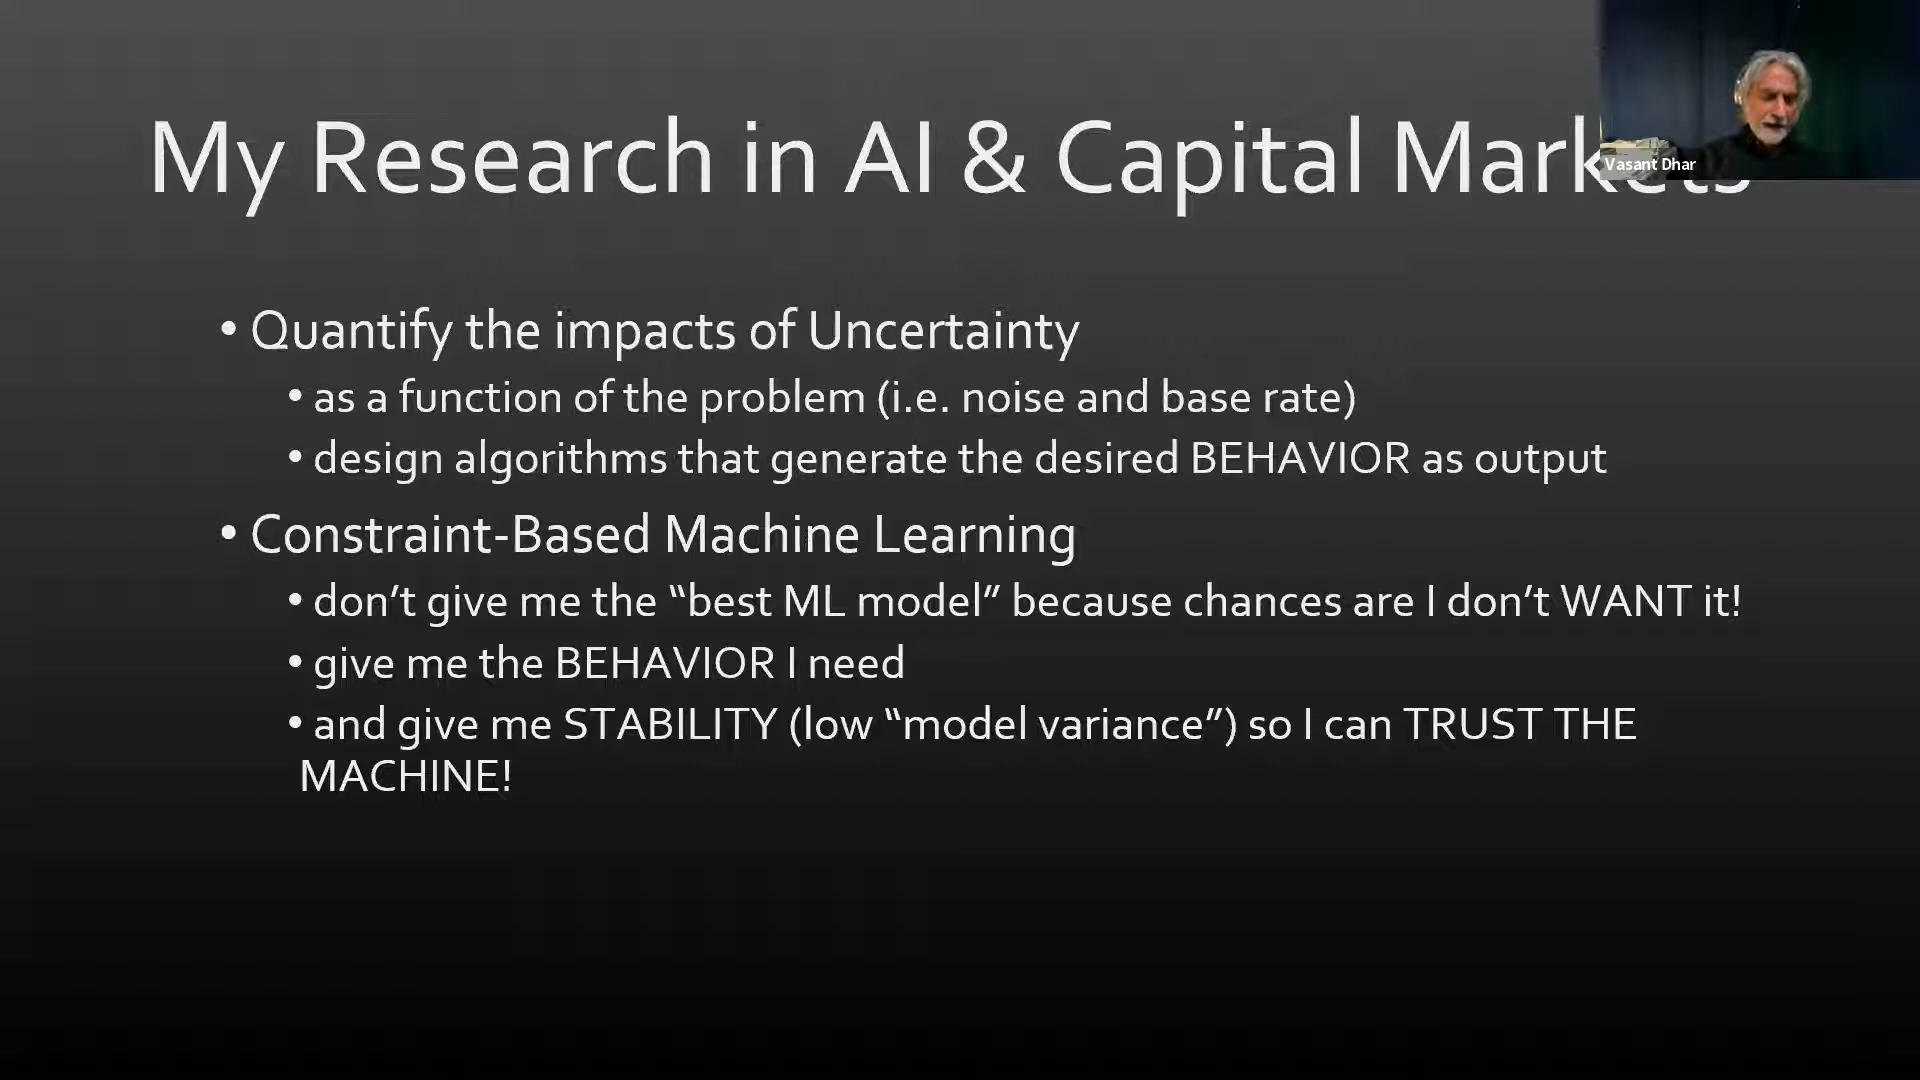 My Research in AI & Capital Markets
Vasant Dhar
• Quantify the impacts of Uncertainty
• as a function of the problem (i.e. noise and base rate)
• design algorithms that generate the desired BEHAVIOR as output
• Constraint-Based Machine Learning
• don’t give me the “best ML model” because chances are I don’t WANT it!
• give me the BEHAVIOR I need
• and give me STABILITY (low “model variance”) so I can TRUST THE
MACHINE!